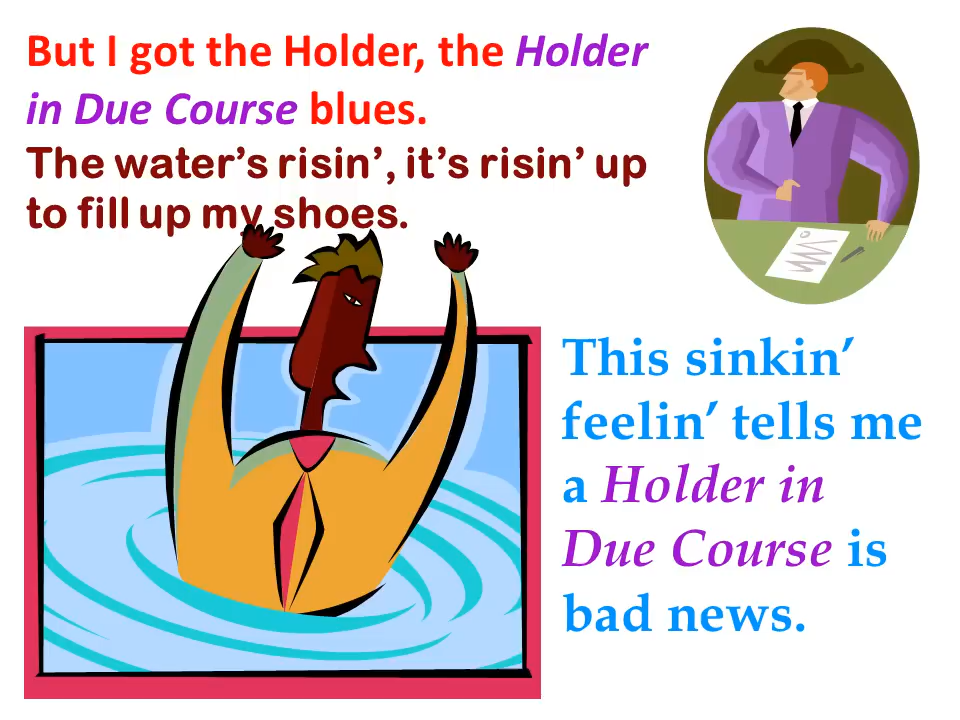 But I got the Holder, the Holder
in Due Course blues.
The water’s risin’, it’s risin’ up
to fill up my shoes.
This sinkin’
feelin’ tells me
a Holder in
Due Course is
bad news.